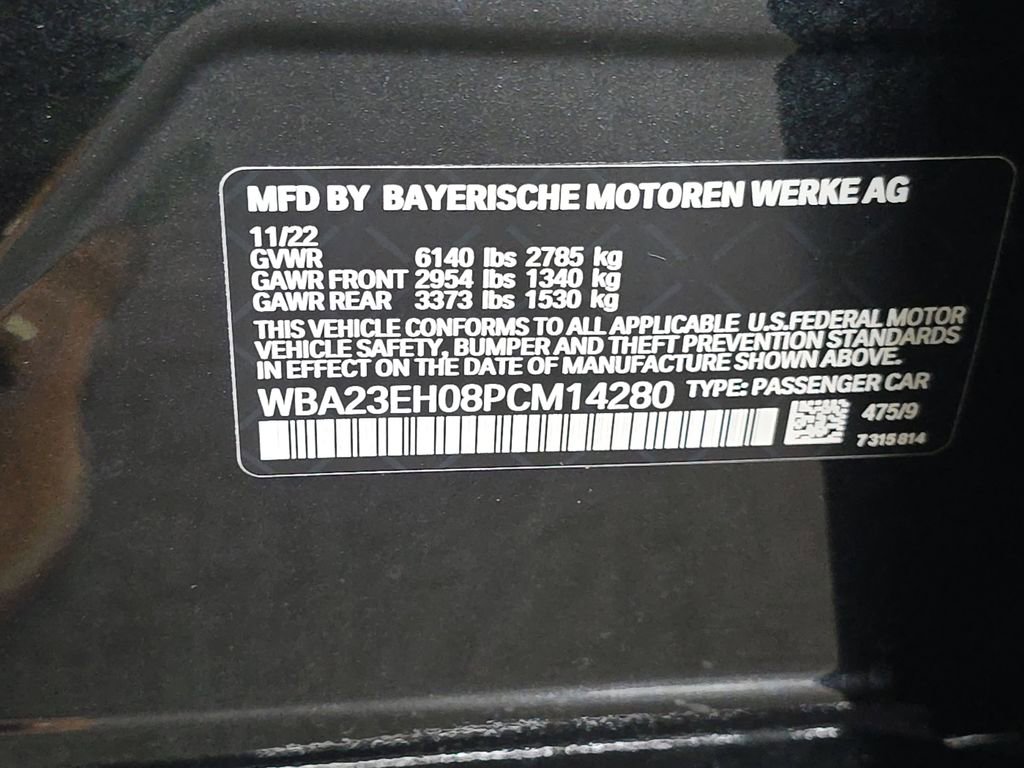 MFD BY BAYERISCHE MOTOREN WERKE AG
11/22
GVWR 6140 lbs 2785 kg
GAWR FRONT 2954 lbs 1340 kg
GAWR REAR 3373 lbs 1530 kg
THIS VEHICLE CONFORMS TO ALL APPLICABLE U.S.FEDERAL MOTOR
VEHICLE SAFETY, BUMPER AND THEFT PREVENTION STANDARDS
IN EFFECT ON THE DATE OF MANUFACTURE SHOWN ABOVE.
WBA23EH08PCM14280 TYPE: PASSENGER CAR
475/9
7315814